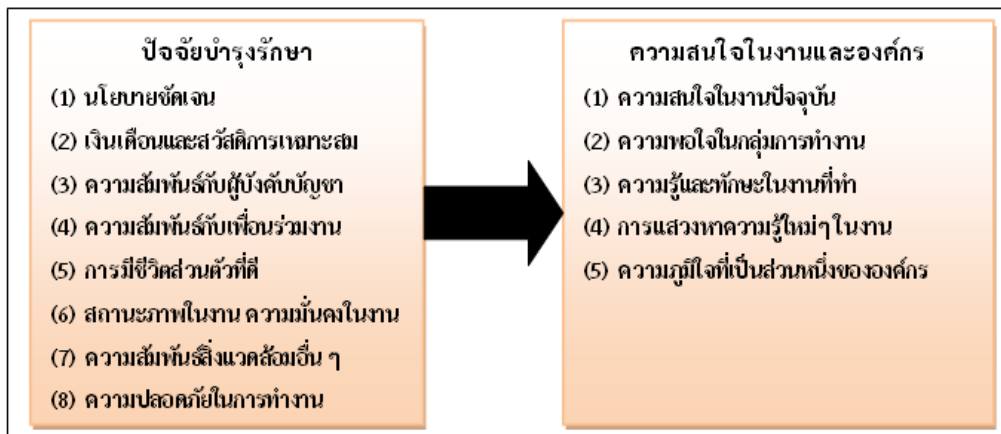 ปัจจัยบำรุงรักษา
(1) นโยบายชัดเจน
(2) เงินเดือนและสวัสดิการเหมาะสม
(3) ความสัมพันธ์กับผู้บังคับบัญชา
(4) ความสัมพันธ์กับเพื่อนร่วมงาน
(5) การมีชีวิตส่วนตัวที่ดี
(6) สถานะภาพในงาน ความมั่นคงในงาน
(7) ความสัมพันธ์สิ่งแวดล้อมอื่น ๆ
(8) ความปลอดภัยในการทำงาน
ความสนใจในงานและองค์กร
(1) ความสนใจในงานปัจจุบัน
(2) ความพอใจในกลุ่มการทำงาน
(3) ความรู้และทักษะในงานที่ทำ
(4) การแสวงหาความรู้ใหม่ๆ ในงาน
(5) ความภูมิใจที่เป็นส่วนหนึ่งขององค์กร